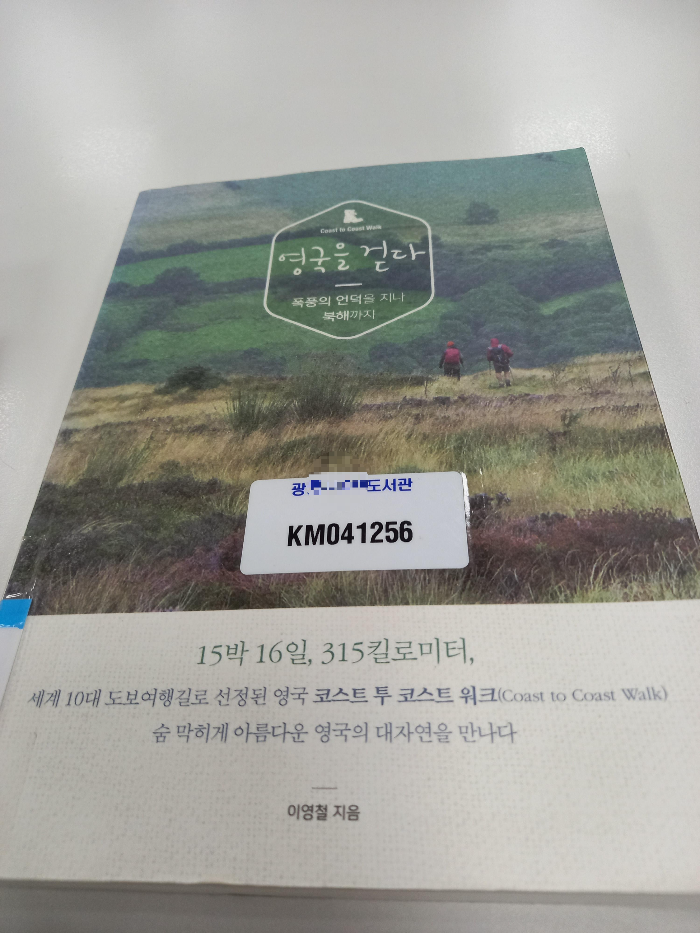 Coast to Coast Walk
영국을 걷다
폭풍의 언덕을 지나
북해까지
도서관
KM041256
15박 16일, 315킬로미터,
세계 10대 도보여행길로 선정된 영국 코스트 투 코스트 워크(Coast to Coast Walk)
숨 막히게 아름다운 영국의 대자연을 만나다
이영철 지음